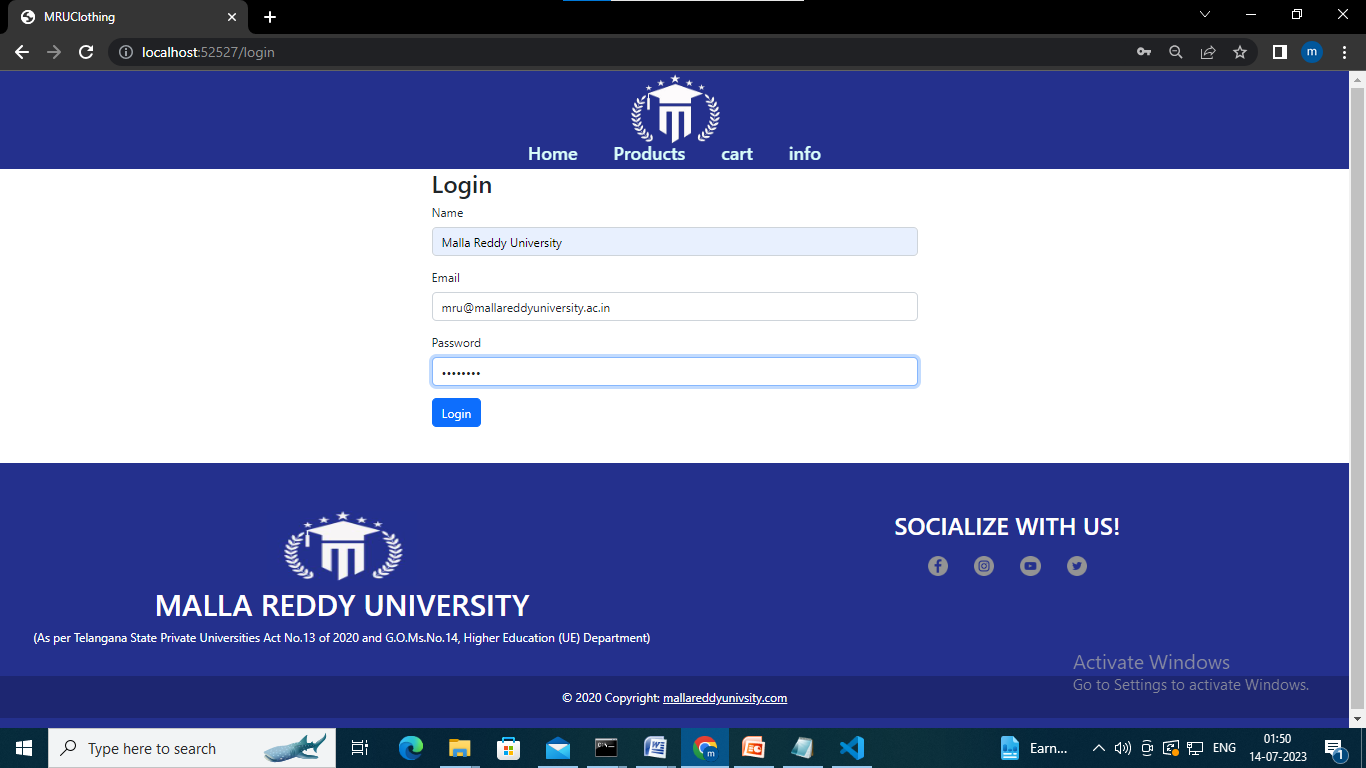 MRUClothing
localhost:52527/login
m
Home Products cart info
Login
Name
Malla Reddy University
Email
mru@mallareddyuniversity.ac.in
Password
••••••••
Login
SOCIALIZE WITH US!
MALLA REDDY UNIVERSITY
(As per Telangana State Private Universities Act No.13 of 2020 and G.O.Ms.No.14, Higher Education (UE) Department)
Activate Windows
Go to Settings to activate Windows.
© 2020 Copyright: mallareddyunivsity.com
Type here to search
Earn...
ENG
01:50
14-07-2023
1